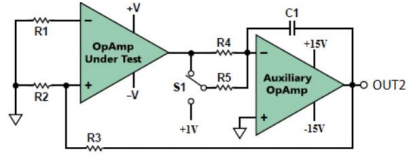 +V
R1
OpAmp
Under Test
R2
–V
R3
R4
R5
S1
+1V
C1
+15V
Auxiliary
OpAmp
-15V
OUT2